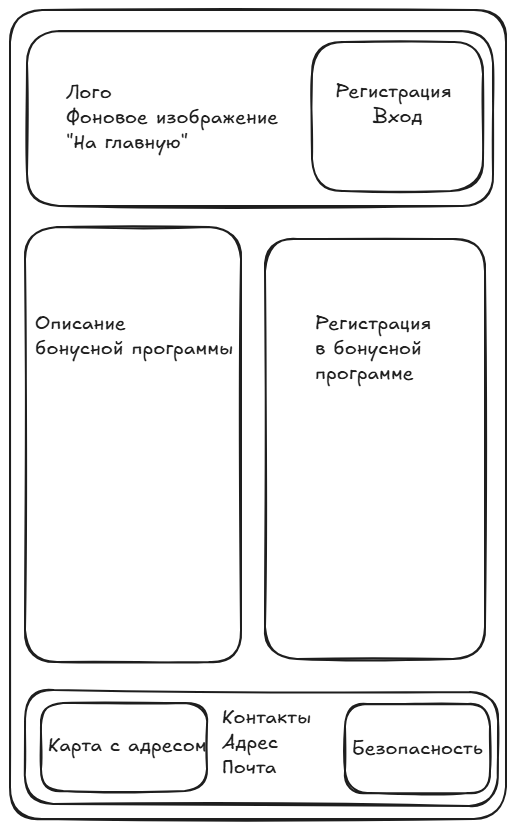 Лого
Фоновое изображение
"На главную"
Регистрация
Вход
Описание
бонусной программы
Регистрация
в бонусной
программе
Карта с адресом
Контакты
Адрес
Почта
Безопасность